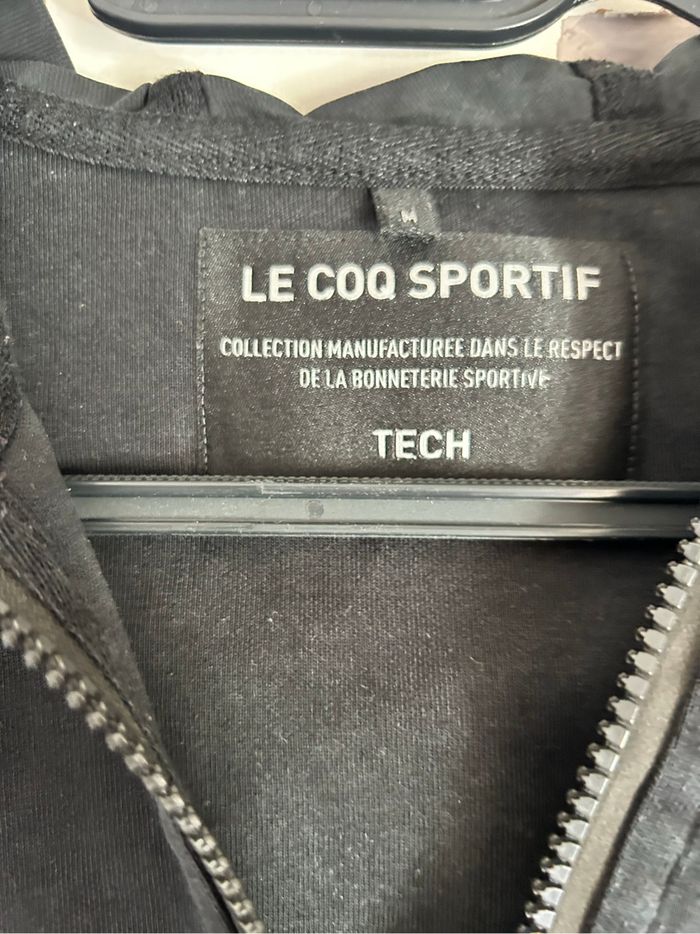 M
LE COQ SPORTIF
COLLECTION MANUFACTUREE DANS LE RESPECT
DE LA BONNETERIE SPORTIVE
TECH